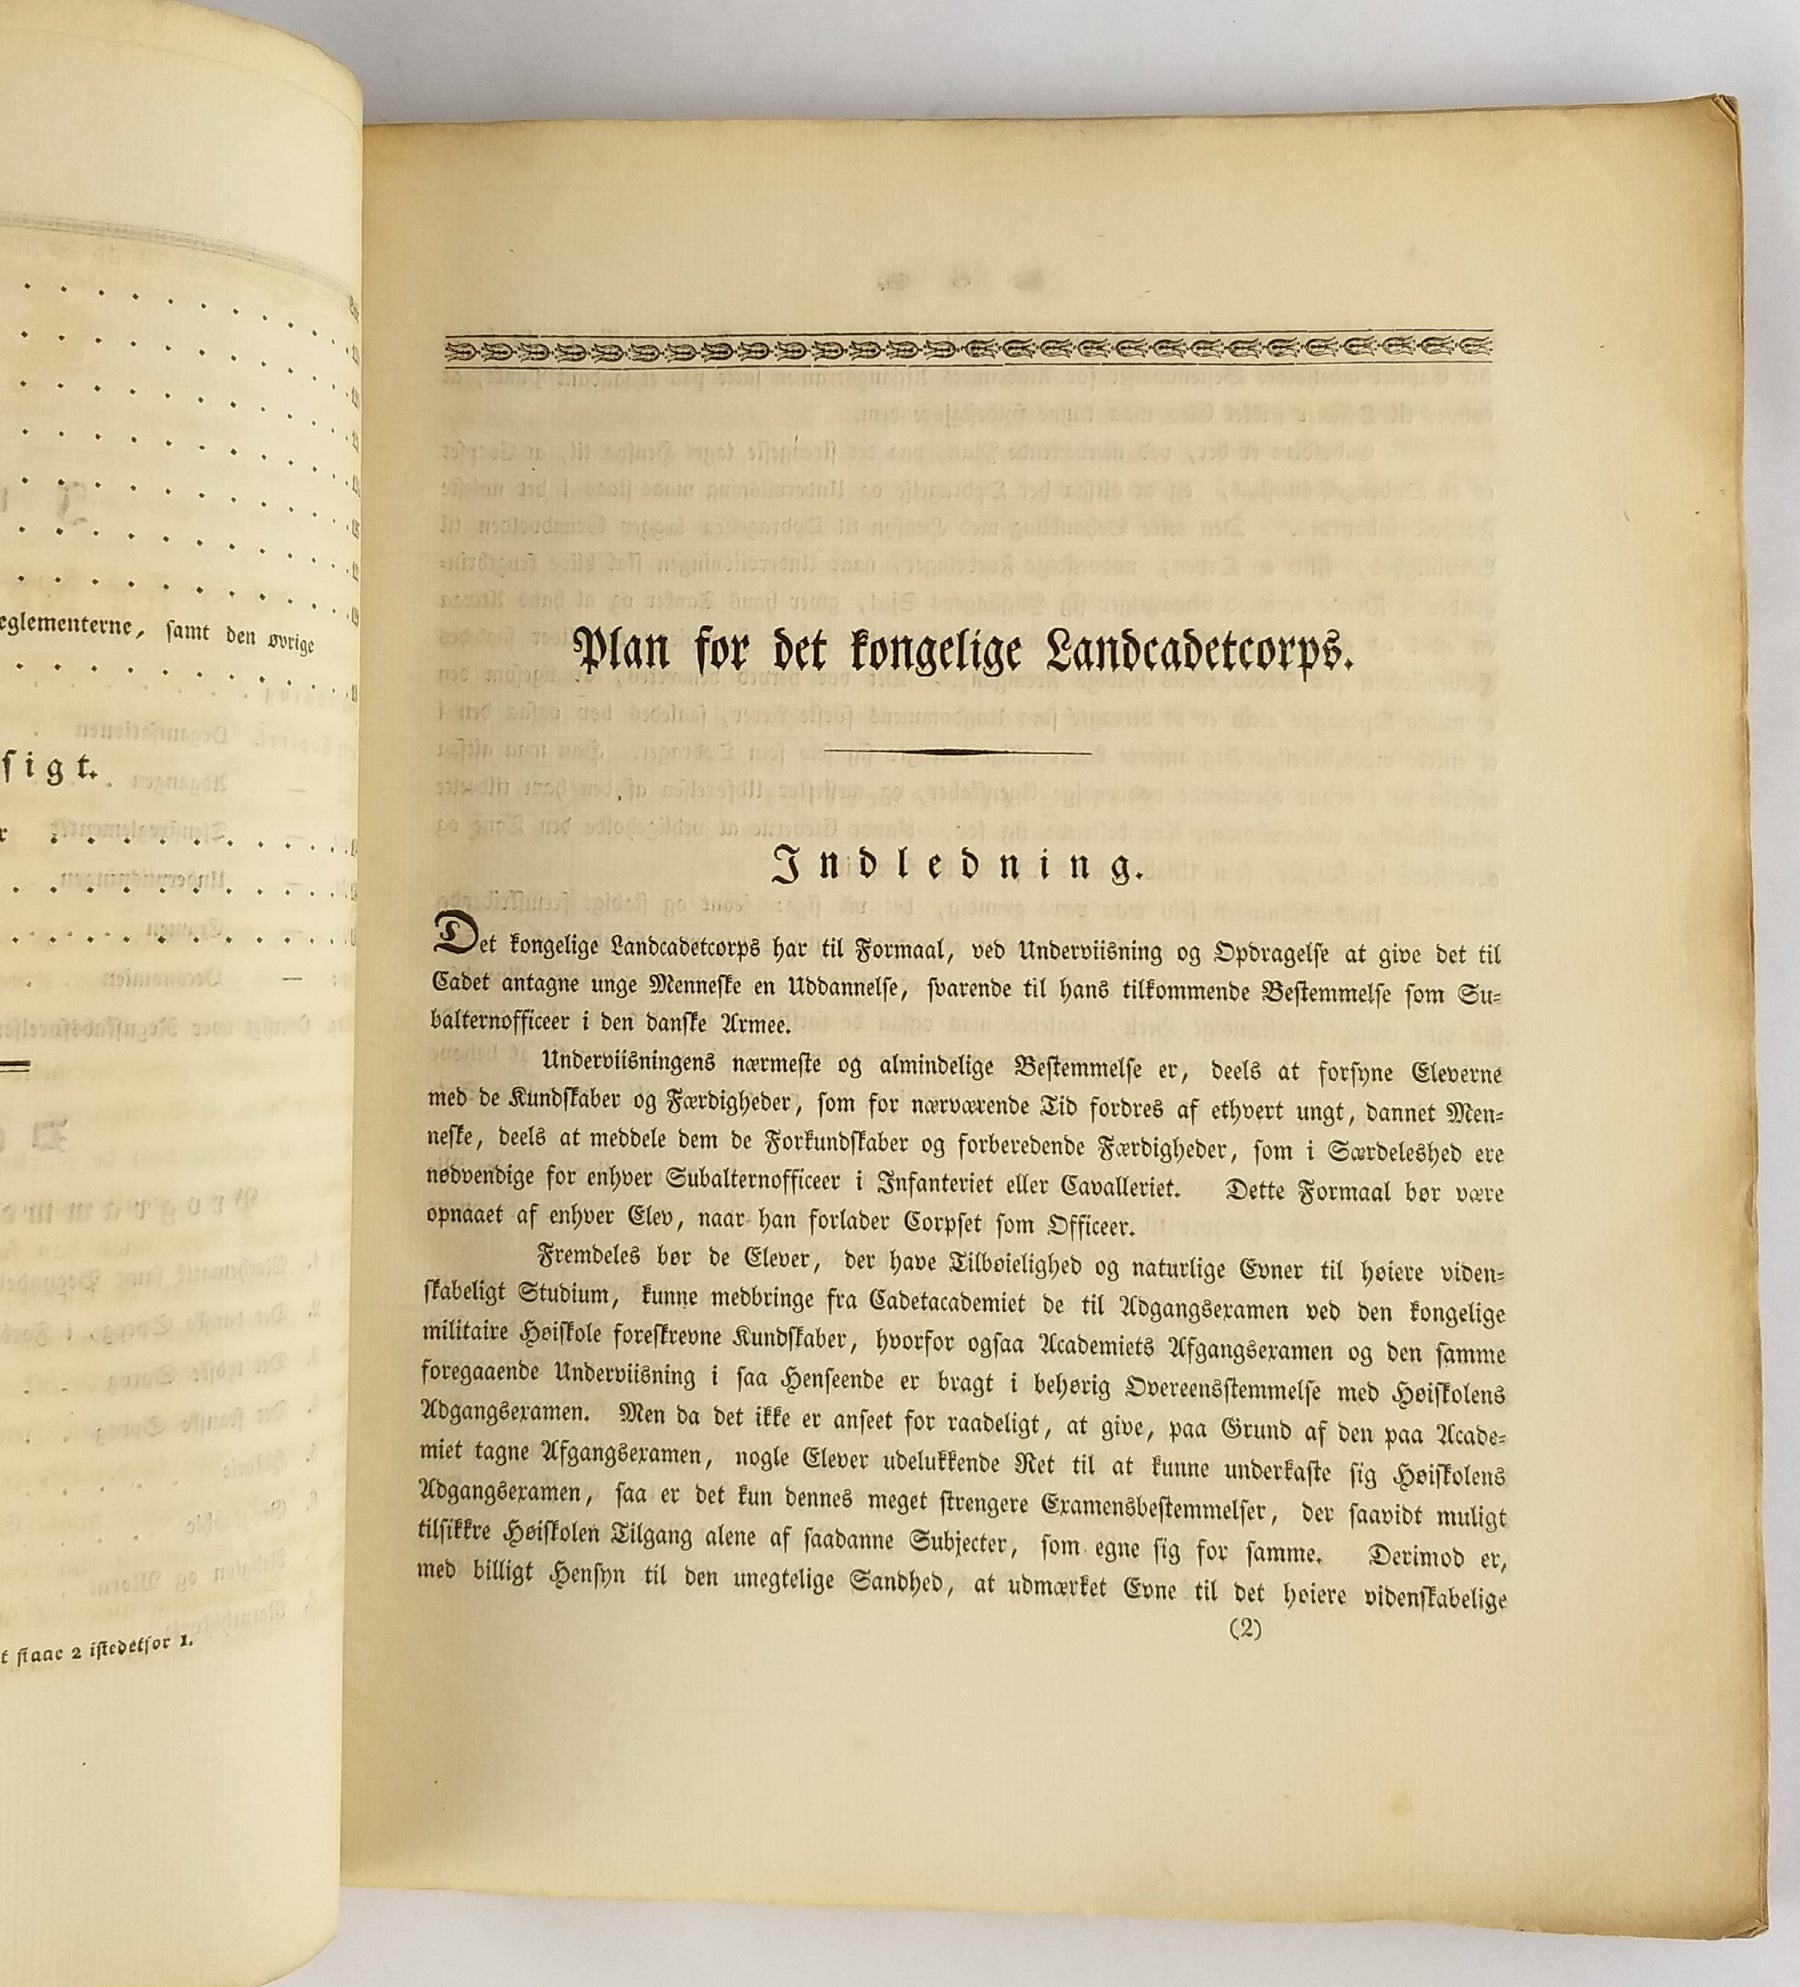 eglementerne, samt den øvrige
sigt.
t staae 2 istedetfor 1.
Plan for det kongelige Landcadetcorps.
Indledning.
Det kongelige Landcadetcorps har til Formaal, ved Underviisning og Opdragelse at give det til
Cadet antagne unge Menneske en Uddannelse, svarende til hans tilkommende Bestemmelse som Su=
balternofficeer i den danske Armee.
Underviisningens nærmeste og almindelige Bestemmelse er, deels at forsyne Eleverne
med de Kundskaber og Færdigheder, som for nærværende Tid fordres af ethvert ungt, dannet Men=
neske, deels at meddele dem de Forkundskaber og forberedende Færdigheder, som i Særdeleshed ere
nødvendige for enhver Subalternofficeer i Infanteriet eller Cavalleriet. Dette Formaal bør være
opnaaet af enhver Elev, naar han forlader Corpset som Officeer.
Fremdeles bør de Elever, der have Tilbøielighed og naturlige Evner til høiere viden=
skabeligt Studium, kunne medbringe fra Cadetacademiet de til Adgangsexamen ved den kongelige
militaire Høiskole foreskrevne Kundskaber, hvorfor ogsaa Academiets Afgangsexamen og den samme
foregaaende Underviisning i saa Henseende er bragt i behørig Overeensstemmelse med Høiskolens
Adgangsexamen. Men da det ikke er anseet for raadeligt, at give, paa Grund af den paa Acade=
miet tagne Afgangsexamen, nogle Elever udelukkende Ret til at kunne underkaste sig Høiskolens
Adgangsexamen, saa er det kun dennes meget strengere Examensbestemmelser, der saavidt muligt
tilsikkre Høiskolen Tilgang alene af saadanne Subjecter, som egne sig for samme. Derimod er,
med billigt Hensyn til den unegtelige Sandhed, at udmærket Evne til det høiere videnskabelige
(2)